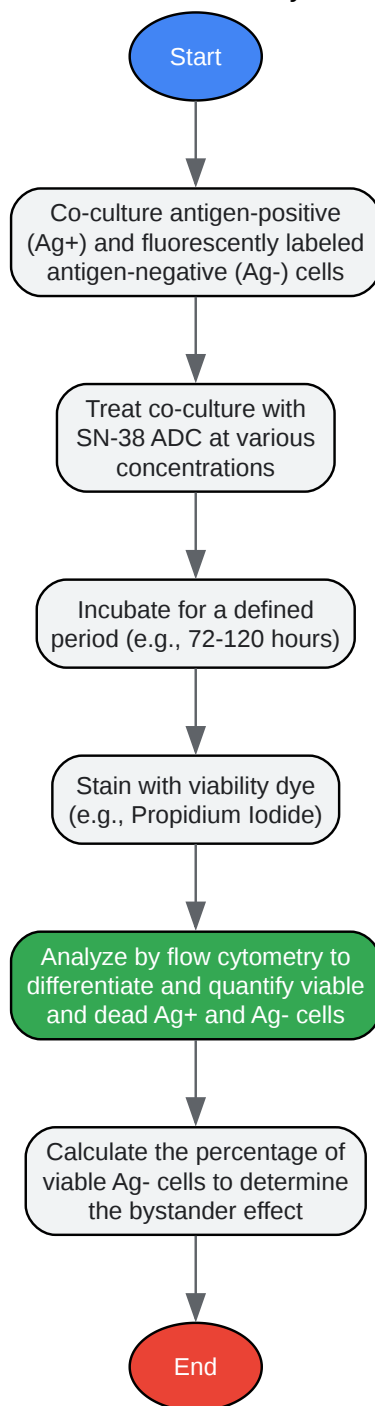 Start
Co-culture antigen-positive
(Ag+) and fluorescently labeled
antigen-negative (Ag-) cells
Treat co-culture with
SN-38 ADC at various
concentrations
Incubate for a defined
period (e.g., 72-120 hours)
Stain with viability dye
(e.g., Propidium Iodide)
Analyze by flow cytometry to
differentiate and quantify viable
and dead Ag+ and Ag- cells
Calculate the percentage of
viable Ag- cells to determine
the bystander effect
End